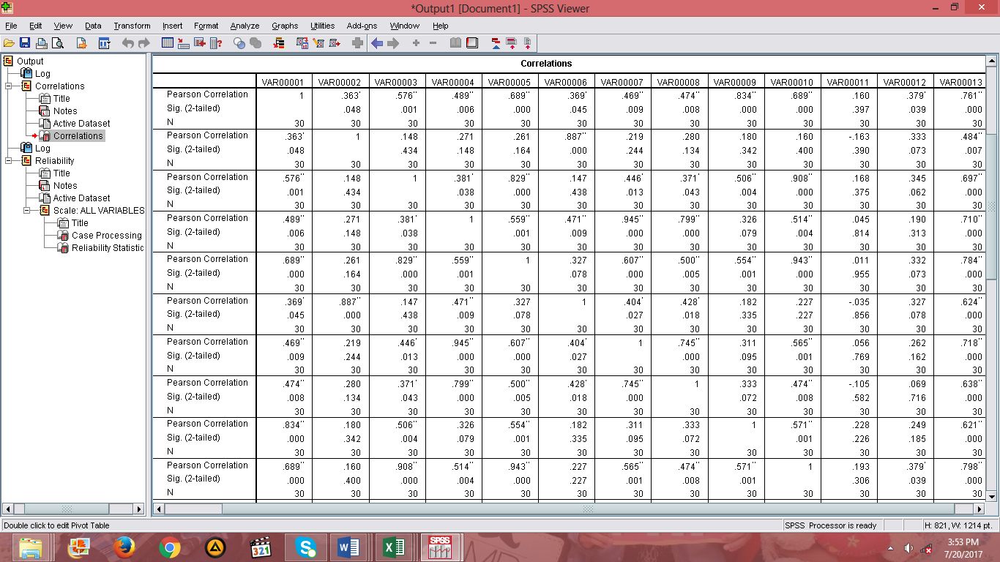 *Output1 [Document1] - SPSS Viewer
File Edit View Data Transform Insert Format Analyze Graphs Utilities Add-ons Window Help
Output
Log
Correlations
Title
Notes
Active Dataset
Correlations
Log
Reliability
Title
Notes
Active Dataset
Scale: ALL VARIABLES
Title
Case Processing
Reliability Statistic
Correlations
VAR00001 VAR00002 VAR00003 VAR00004 VAR00005 VAR00006 VAR00007 VAR00008 VAR00009 VAR00010 VAR00011 VAR00012 VAR00013
Pearson Correlation 1 .363* .576** .489** .689** .369* .469** .474** .834** .689** .160 .379* .761**
Sig. (2-tailed) .048 .001 .006 .000 .045 .009 .008 .000 .000 .397 .039 .000
N 30 30 30 30 30 30 30 30 30 30 30 30 30
Pearson Correlation .363* 1 .148 .271 .261 .887** .219 .280 .180 .160 -.163 .333 .484**
Sig. (2-tailed) .048 .434 .148 .164 .000 .244 .134 .342 .400 .390 .073 .007
N 30 30 30 30 30 30 30 30 30 30 30 30 30
Pearson Correlation .576** .148 1 .381* .829** .147 .446* .371* .506** .908** .168 .345 .697**
Sig. (2-tailed) .001 .434 .038 .000 .438 .013 .043 .004 .000 .375 .062 .000
N 30 30 30 30 30 30 30 30 30 30 30 30 30
Pearson Correlation .489** .271 .381* 1 .559** .471** .945** .799** .326 .514** .045 .190 .710**
Sig. (2-tailed) .006 .148 .038 .001 .009 .000 .000 .079 .004 .814 .313 .000
N 30 30 30 30 30 30 30 30 30 30 30 30 30
Pearson Correlation .689** .261 .829** .559** 1 .327 .607** .500** .554** .943** .011 .332 .784**
Sig. (2-tailed) .000 .164 .000 .001 .078 .000 .005 .001 .000 .955 .073 .000
N 30 30 30 30 30 30 30 30 30 30 30 30 30
Pearson Correlation .369* .887** .147 .471** .327 1 .404* .428* .182 .227 -.035 .327 .624**
Sig. (2-tailed) .045 .000 .438 .009 .078 .027 .018 .335 .227 .856 .078 .000
N 30 30 30 30 30 30 30 30 30 30 30 30 30
Pearson Correlation .469** .219 .446* .945** .607** .404* 1 .745** .311 .565** .056 .262 .718**
Sig. (2-tailed) .009 .244 .013 .000 .000 .027 .000 .095 .001 .769 .162 .000
N 30 30 30 30 30 30 30 30 30 30 30 30 30
Pearson Correlation .474** .280 .371* .799** .500** .428* .745** 1 .333 .474** -.105 .069 .638**
Sig. (2-tailed) .008 .134 .043 .000 .005 .018 .000 .072 .008 .582 .716 .000
N 30 30 30 30 30 30 30 30 30 30 30 30 30
Pearson Correlation .834** .180 .506** .326 .554** .182 .311 .333 1 .571** .228 .249 .621**
Sig. (2-tailed) .000 .342 .004 .079 .001 .335 .095 .072 .001 .226 .185 .000
N 30 30 30 30 30 30 30 30 30 30 30 30 30
Pearson Correlation .689** .160 .908** .514** .943** .227 .565** .474** .571** 1 .193 .379* .798**
Sig. (2-tailed) .000 .400 .000 .004 .000 .227 .001 .008 .001 .306 .039 .000
N 30 30 30 30 30 30 30 30 30 30 30 30 30
Double click to edit Pivot Table SPSS Processor is ready H: 821, W: 1214 pt.
321
SPSS
3:53 PM
7/20/2017